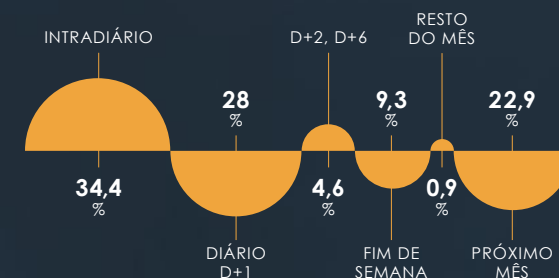 INTRADIÁRIO
34,4
%
28
%
DIÁRIO
D+1
D+2, D+6
4,6
%
9,3
%
FIM DE
SEMANA
RESTO
DO MÊS
0,9
%
22,9
%
PRÓXIMO
MÊS